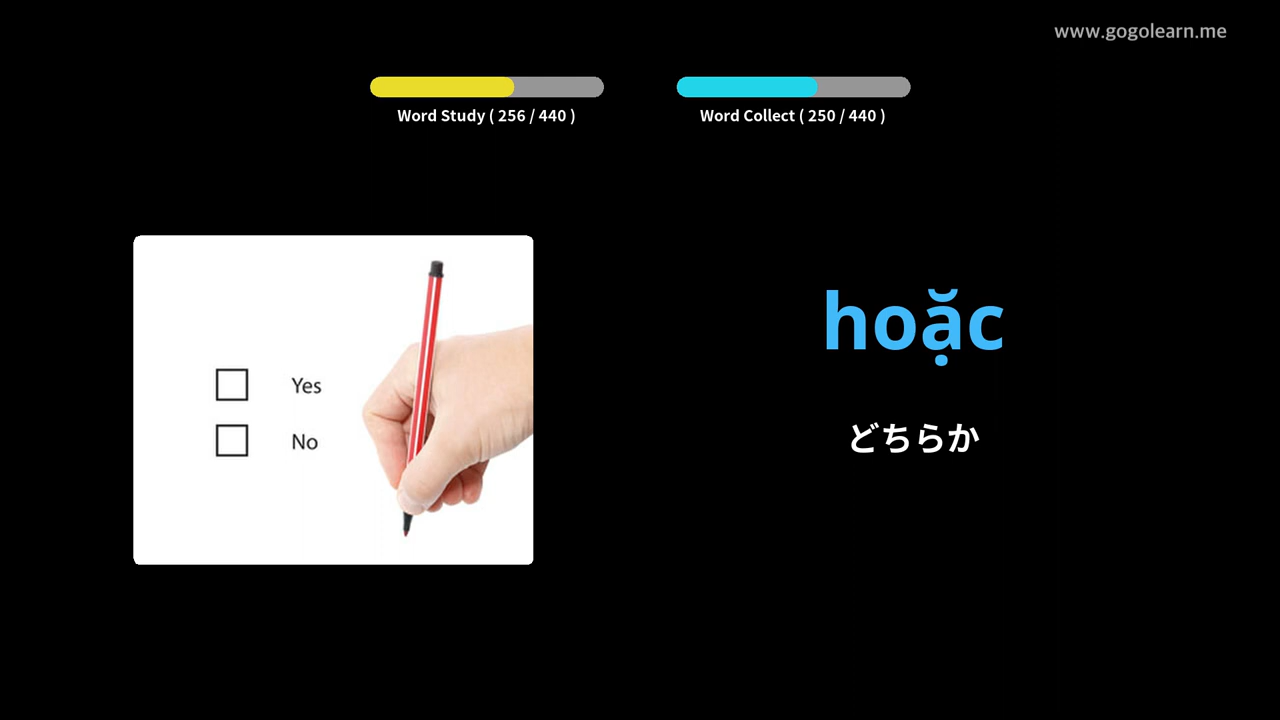 www.gogolearn.me
Word Study ( 256 / 440 )
Word Collect ( 250 / 440 )
Yes
No
hoặc
どちらか